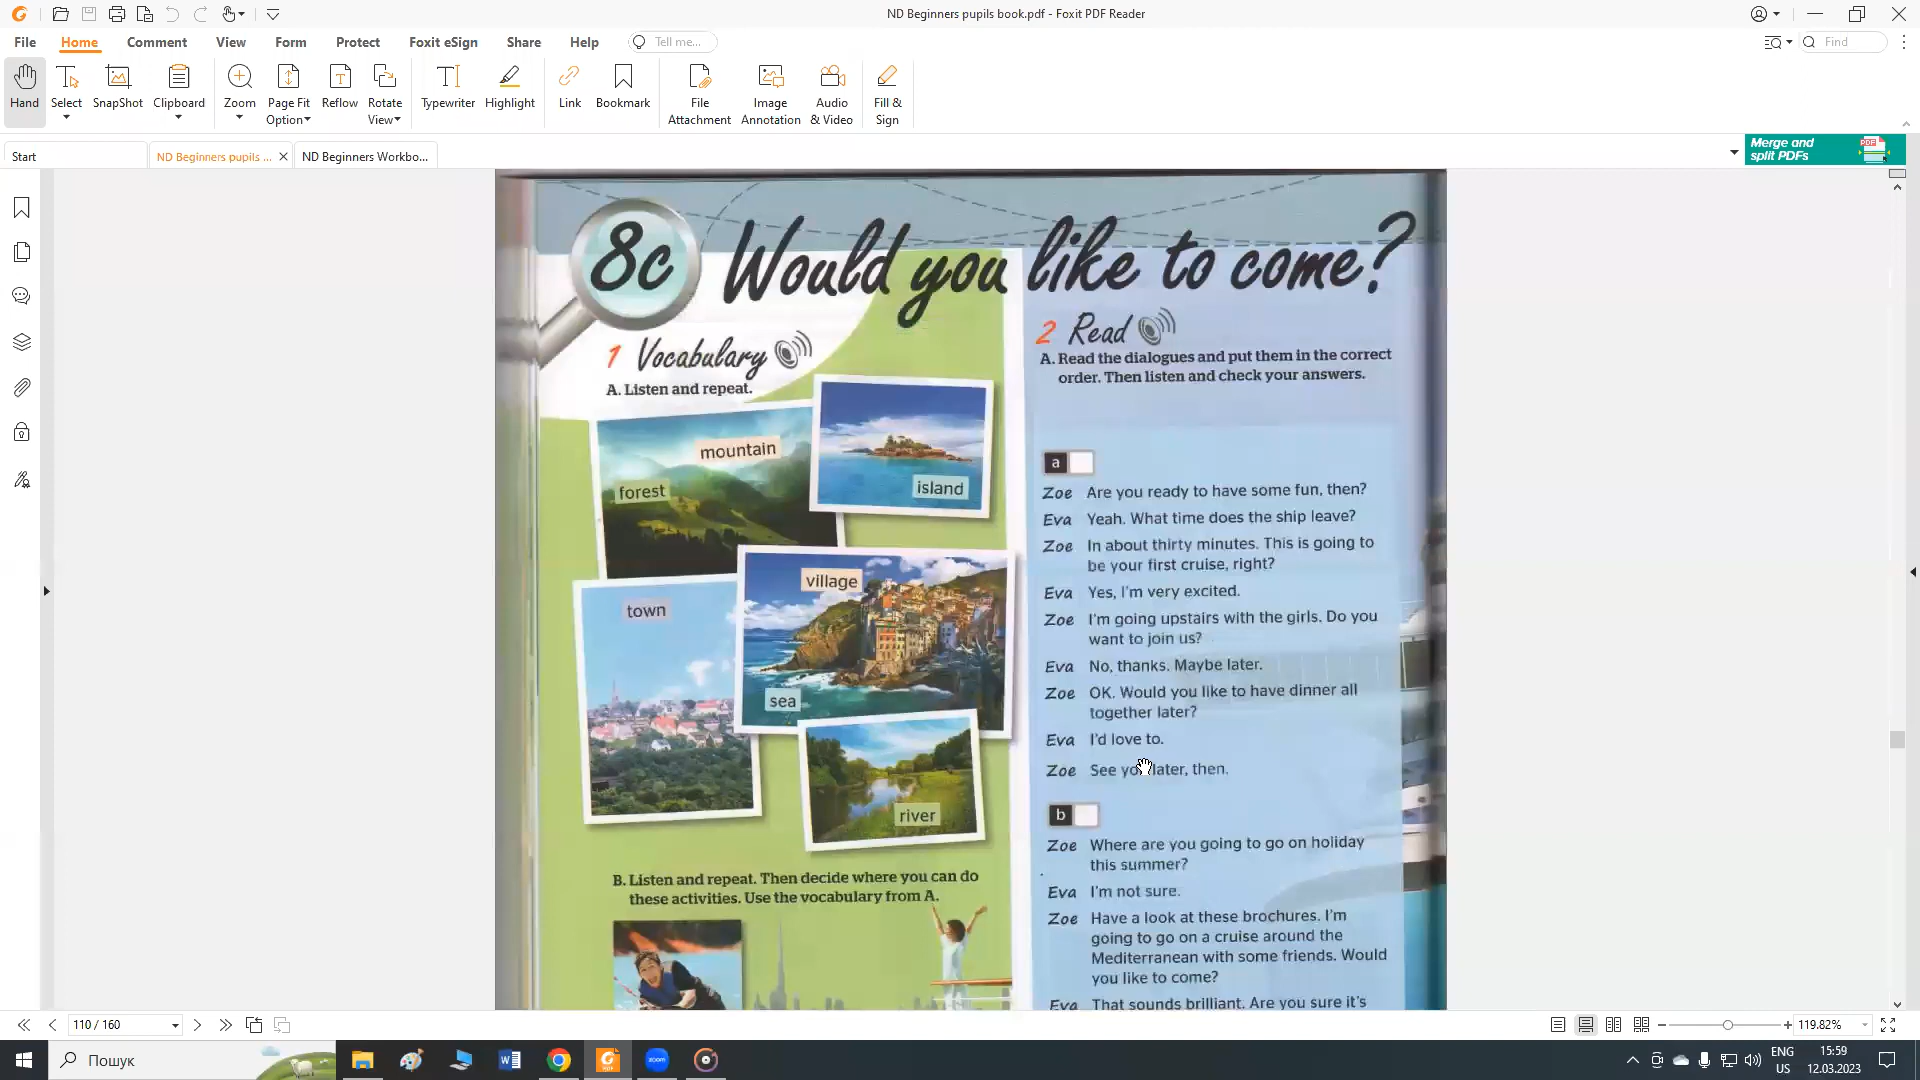 ND Beginners pupils book.pdf - Foxit PDF Reader
File Home Comment View Form Protect Foxit eSign Share Help Tell me... Find
Hand Select SnapShot Clipboard Zoom Page Fit Option Reflow Rotate View Typewriter Highlight Link Bookmark File Attachment Image Annotation Audio & Video Fill & Sign
Start ND Beginners pupils ... ND Beginners Workbo...
Merge and
split PDFs
PDF
8c Would you like to come?
1 Vocabulary
A. Listen and repeat.
mountain
forest
island
village
town
sea
river
B. Listen and repeat. Then decide where you can do
these activities. Use the vocabulary from A.
2 Read
A. Read the dialogues and put them in the correct
order. Then listen and check your answers.
a
Zoe Are you ready to have some fun, then?
Eva Yeah. What time does the ship leave?
Zoe In about thirty minutes. This is going to
be your first cruise, right?
Eva Yes, I'm very excited.
Zoe I'm going upstairs with the girls. Do you
want to join us?
Eva No, thanks. Maybe later.
Zoe OK. Would you like to have dinner all
together later?
Eva I'd love to.
Zoe See you later, then.
b
Zoe Where are you going to go on holiday
this summer?
Eva I'm not sure.
Zoe Have a look at these brochures. I'm
going to go on a cruise around the
Mediterranean with some friends. Would
you like to come?
Eva That sounds brilliant. Are you sure it's
110 / 160
119.82%
Пошук
zoom
ENG
US
15:59
12.03.2023